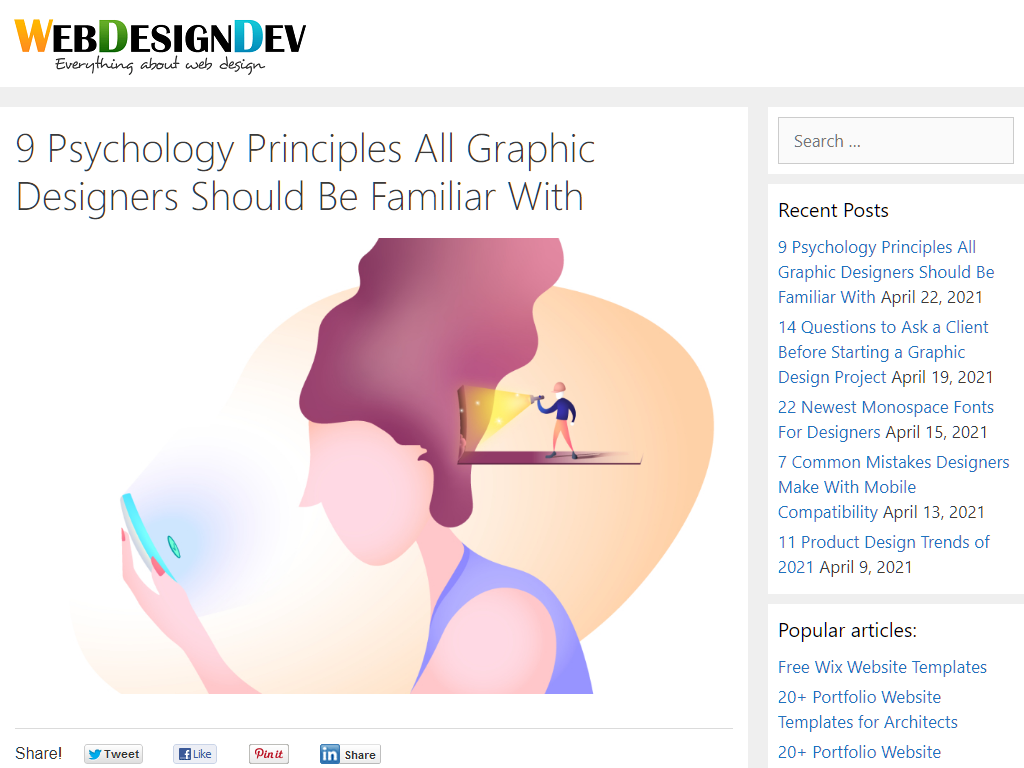 WEBDESIGNDEV
Everything about web design
9 Psychology Principles All Graphic
Designers Should Be Familiar With
Share!
Tweet
Like
Pin it
in Share
Search ...
Recent Posts
9 Psychology Principles All
Graphic Designers Should Be
Familiar With April 22, 2021
14 Questions to Ask a Client
Before Starting a Graphic
Design Project April 19, 2021
22 Newest Monospace Fonts
For Designers April 15, 2021
7 Common Mistakes Designers
Make With Mobile
Compatibility April 13, 2021
11 Product Design Trends of
2021 April 9, 2021
Popular articles:
Free Wix Website Templates
20+ Portfolio Website
Templates for Architects
20+ Portfolio Website